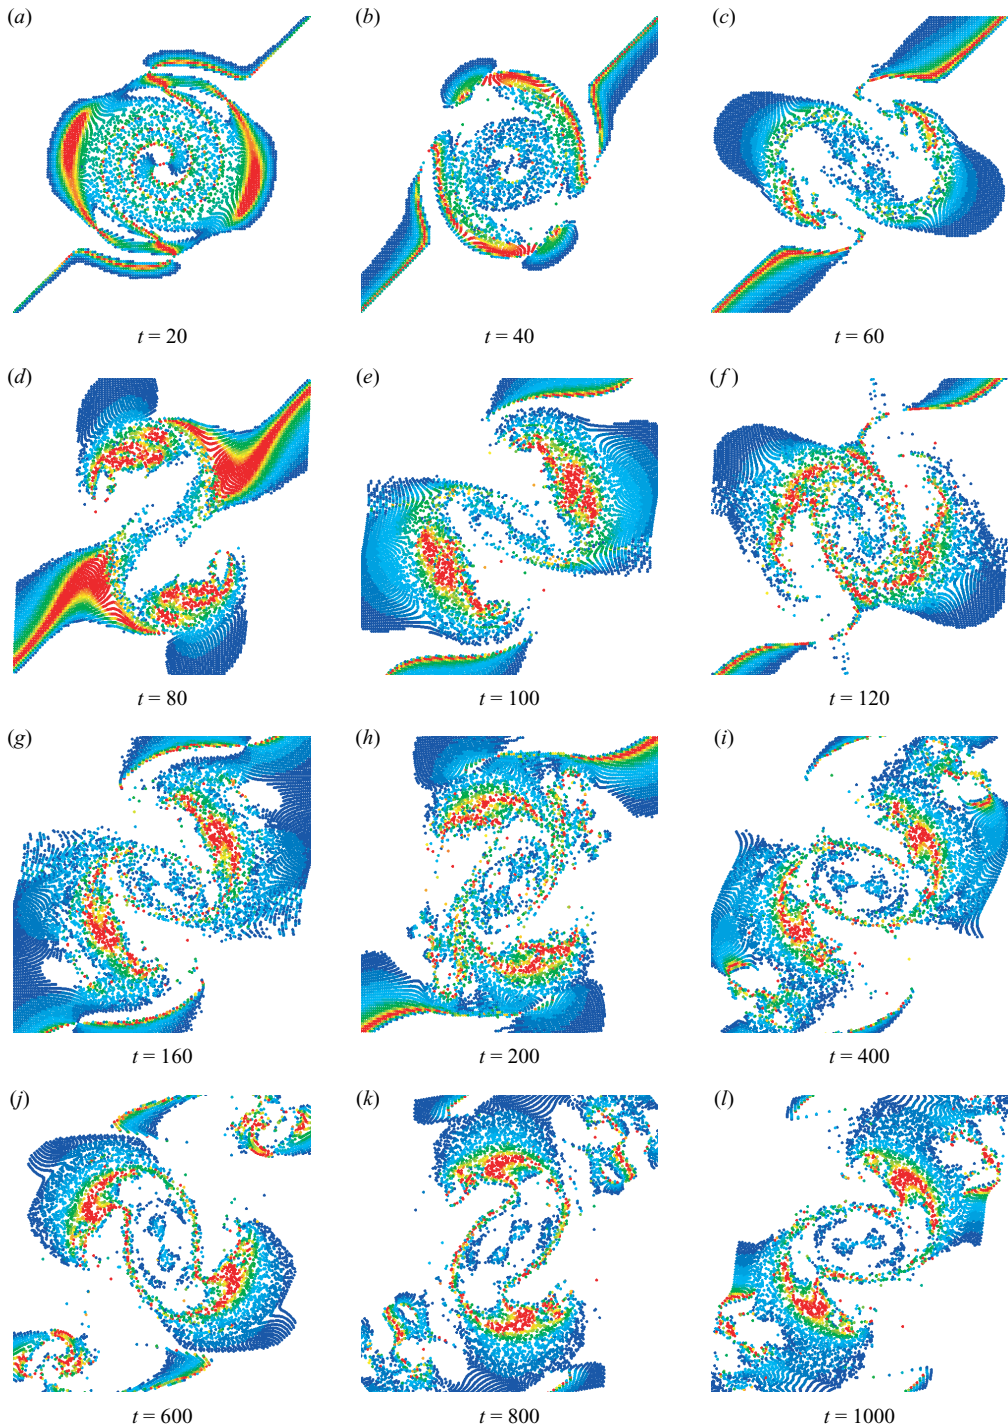 (a) (b) (c)
t = 20 t = 40 t = 60
(d) (e) (f)
t = 80 t = 100 t = 120
(g) (h) (i)
t = 160 t = 200 t = 400
(j) (k) (l)
t = 600 t = 800 t = 1000